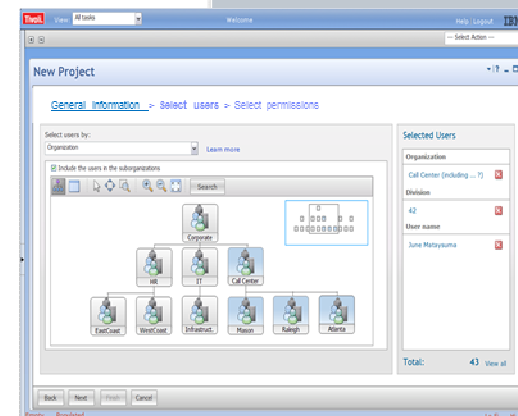 Tivoli. View: All tasks Welcome Help | Logout
--- Select Action ---
New Project
General Information > Select users > Select permissions
Select users by:
Organization Learn more
Include the users in the suborganizations
Search
Corporate
HR IT Call Center
EastCoast WestCoast Infrastruct. Mason Raleigh Atlanta
Selected Users
Organization
Call Center (including ... ?)
Division
62
User name
June Matsyauma
Total: 43 View all
Back Next Finish Cancel